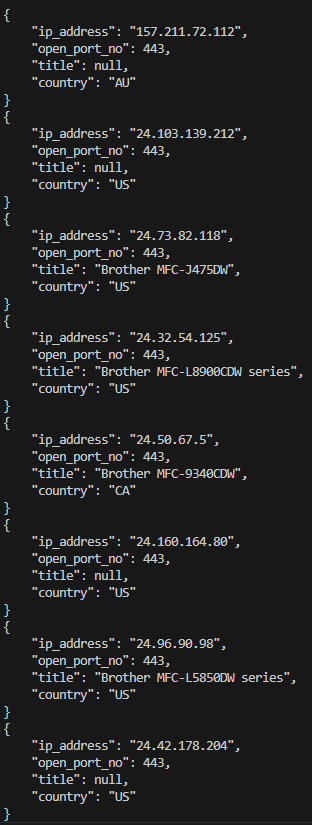 {
    "ip_address": "157.211.72.112",
    "open_port_no": 443,
    "title": null,
    "country": "AU"
}
{
    "ip_address": "24.103.139.212",
    "open_port_no": 443,
    "title": null,
    "country": "US"
}
{
    "ip_address": "24.73.82.118",
    "open_port_no": 443,
    "title": "Brother MFC-J475DW",
    "country": "US"
}
{
    "ip_address": "24.32.54.125",
    "open_port_no": 443,
    "title": "Brother MFC-L8900CDW series",
    "country": "US"
}
{
    "ip_address": "24.50.67.5",
    "open_port_no": 443,
    "title": "Brother MFC-9340CDW",
    "country": "CA"
}
{
    "ip_address": "24.160.164.80",
    "open_port_no": 443,
    "title": null,
    "country": "US"
}
{
    "ip_address": "24.96.90.98",
    "open_port_no": 443,
    "title": "Brother MFC-L5850DW series",
    "country": "US"
}
{
    "ip_address": "24.42.178.204",
    "open_port_no": 443,
    "title": null,
    "country": "US"
}